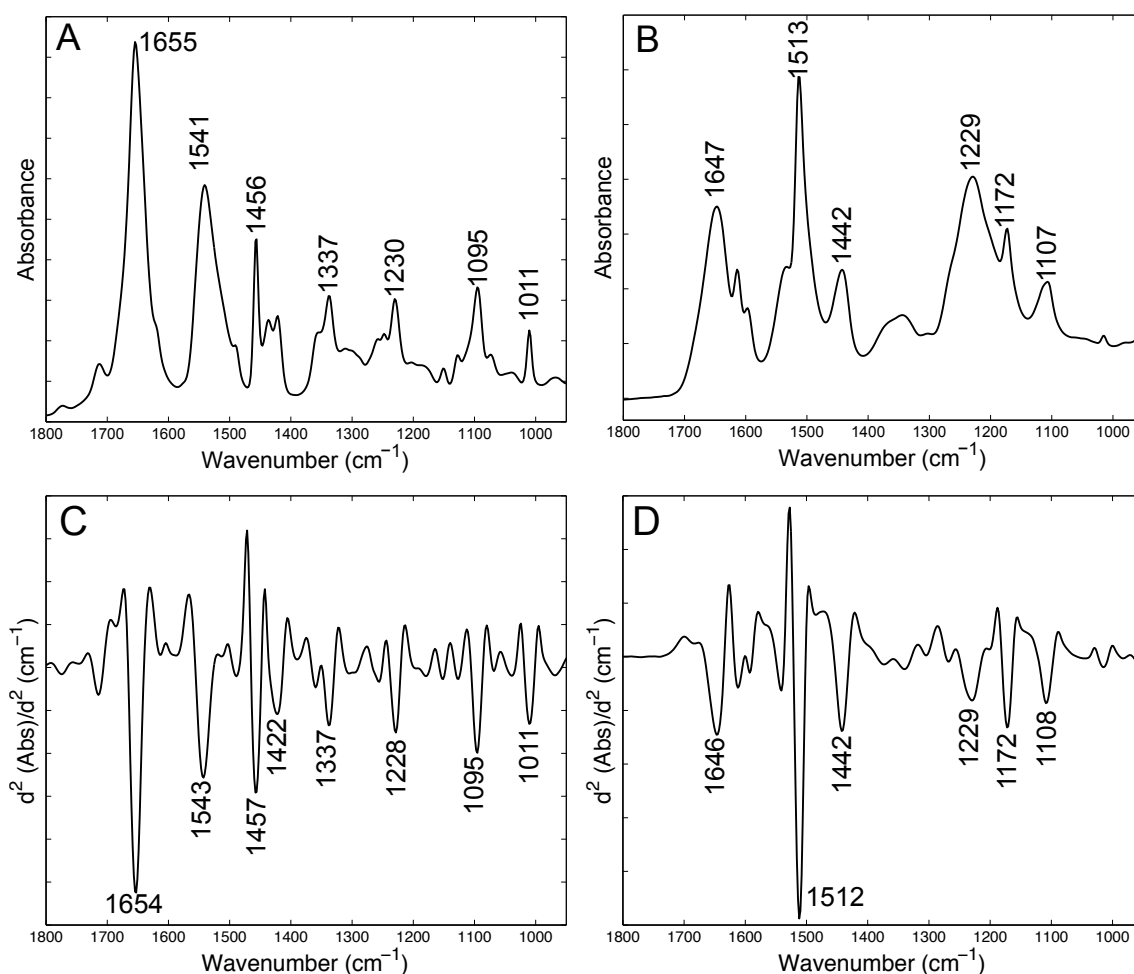 A
1655
1541
1456
1337
1230
1095
1011
Absorbance
1800 1700 1600 1500 1400 1300 1200 1100 1000
Wavenumber (cm⁻¹)
B
1647
1513
1442
1229
1172
1107
Absorbance
1800 1700 1600 1500 1400 1300 1200 1100 1000
Wavenumber (cm⁻¹)
C
1654
1543
1457
1422
1337
1228
1095
1011
d² (Abs)/d² (cm⁻¹)
1800 1700 1600 1500 1400 1300 1200 1100 1000
Wavenumber (cm⁻¹)
D
1646
1512
1442
1229
1172
1108
d² (Abs)/d² (cm⁻¹)
1800 1700 1600 1500 1400 1300 1200 1100 1000
Wavenumber (cm⁻¹)